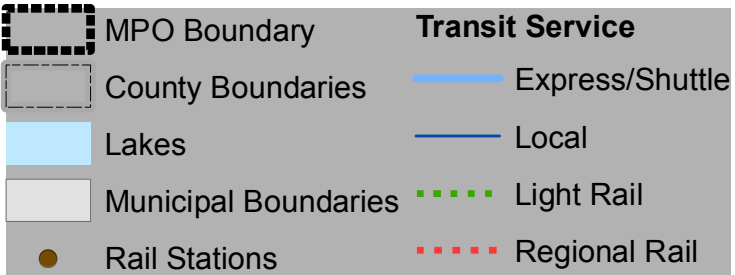 MPO Boundary
County Boundaries
Lakes
Municipal Boundaries
Rail Stations
Transit Service
Express/Shuttle
Local
Light Rail
Regional Rail